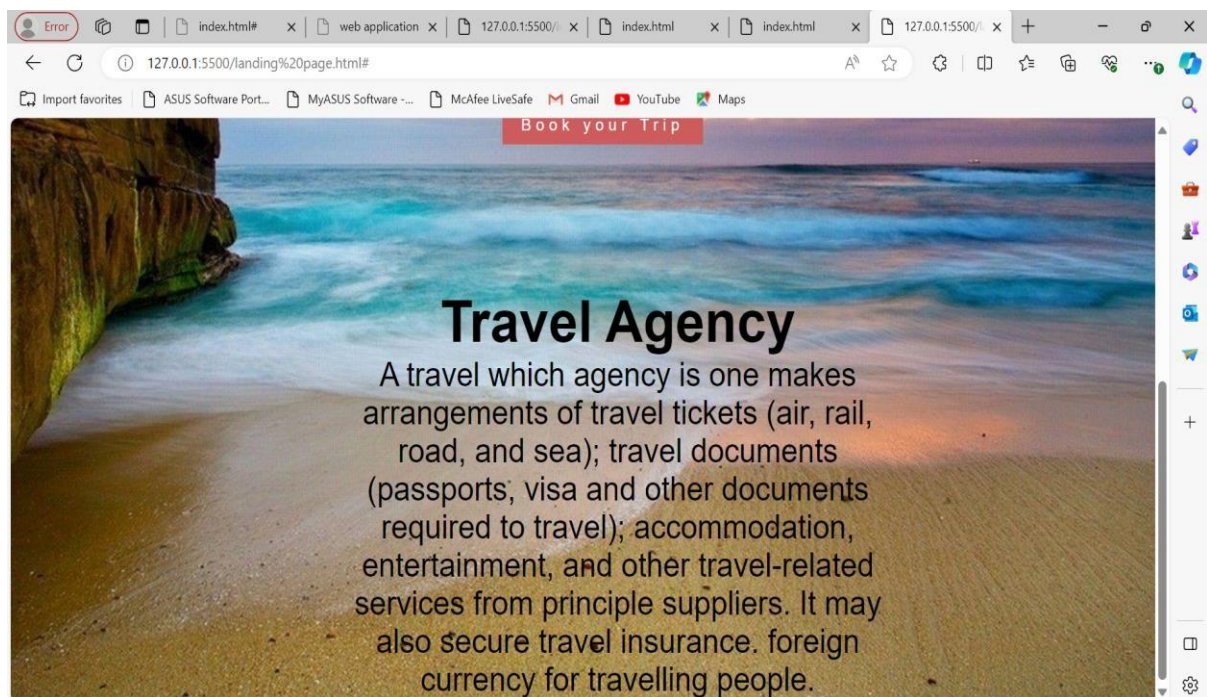 Error
index.html#
web application
127.0.0.1:5500/
index.html
index.html
127.0.0.1:5500/
127.0.0.1:5500/landing%20page.html#
Import favorites
ASUS Software Port...
MyASUS Software -...
McAfee LiveSafe
Gmail
YouTube
Maps
Book your Trip
Travel Agency
A travel which agency is one makes
arrangements of travel tickets (air, rail,
road, and sea); travel documents
(passports, visa and other documents
required to travel); accommodation,
entertainment, and other travel-related
services from principle suppliers. It may
also secure travel insurance. foreign
currency for travelling people.